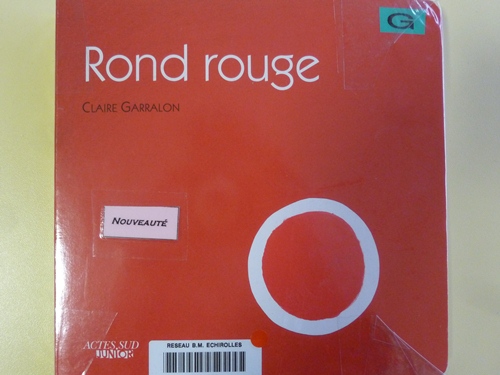 G
Rond rouge
CLAIRE GARRALON
NOUVEAUTÉ
ACTES SUD
JUNIOR
RESEAU B.M. ECHIROLLES